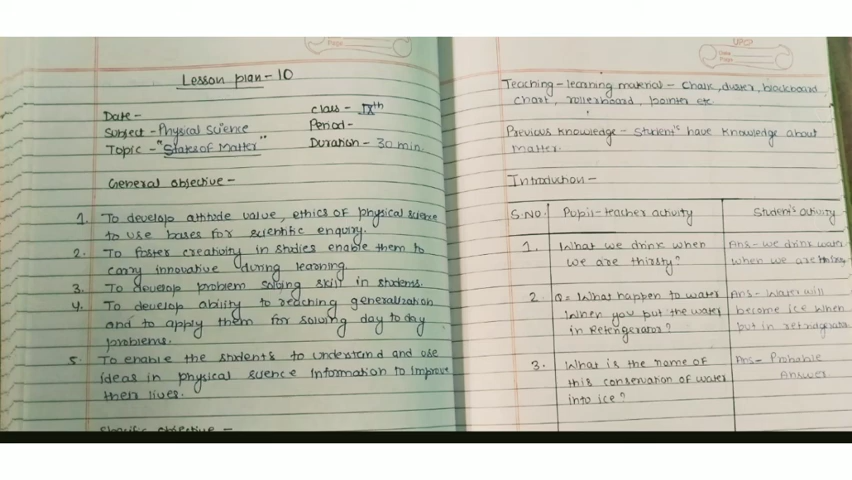 Lesson plan - 10
Date -
Class - IXth
Subject - Physical Science
Period -
Topic - "States of Matter"
Duration - 30 min.
General objective -
1. To develop attitude value, ethics of physical science
to use bases for scientific enquiry.
2. To foster creativity in studies enable them to
carry innovative during learning.
3. To develop problem solving skill in students.
4. To develop ability to reaching generalization
and to apply them for solving day to day
problems.
5. To enable the students to understand and use
ideas in physical science information to improve
their lives.
Specific objective -
Page
Date
Page
Teaching - learning material - Chalk, duster, blackboard
chart, rollerboard, pointer etc.
Previous Knowledge - Student's have knowledge about
matter.
Introduction -
S.NO. Pupil-teacher activity Student's activity
1. What we drink when
we are thirsty?
Ans - we drink water
when we are
2. Q = What happen to water
When you put the water
in Refengerator?
Ans - Water will
become ice when
put in
3. What is the name of
this conservation of water
into ice?
Ans - Probable
Answer